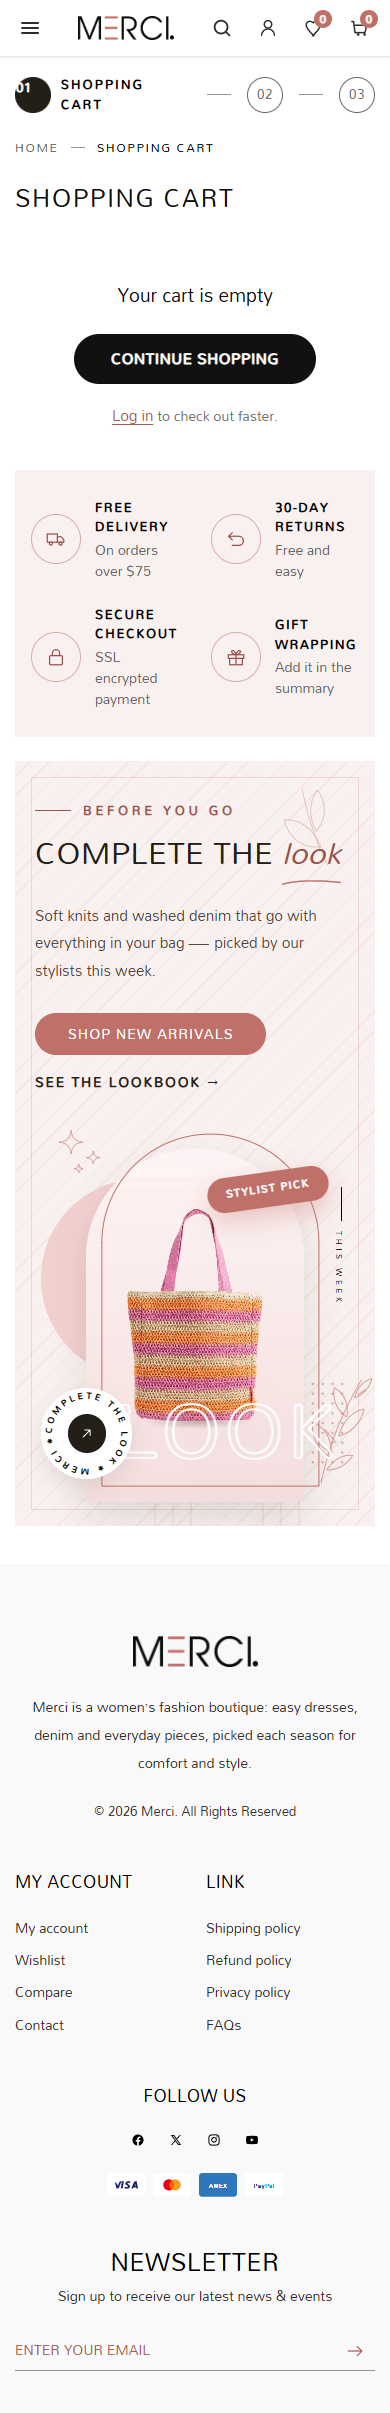 MERCI.
0
0
01
SHOPPING
CART
02
03
HOME — SHOPPING CART
SHOPPING CART
Your cart is empty
CONTINUE SHOPPING
Log in to check out faster.
FREE
DELIVERY
On orders
over $75
30-DAY
RETURNS
Free and
easy
SECURE
CHECKOUT
SSL
encrypted
payment
GIFT
WRAPPING
Add it in the
summary
BEFORE YOU GO
COMPLETE THE look
Soft knits and washed denim that go with
everything in your bag — picked by our
stylists this week.
SHOP NEW ARRIVALS
SEE THE LOOKBOOK →
STYLIST PICK
THIS WEEK
LOOK
COMPLETE THE LOOK * MERCI *
MERCI.
Merci is a women's fashion boutique: easy dresses,
denim and everyday pieces, picked each season for
comfort and style.
© 2026 Merci. All Rights Reserved
MY ACCOUNT
My account
Wishlist
Compare
Contact
LINK
Shipping policy
Refund policy
Privacy policy
FAQs
FOLLOW US
VISA
AMEX
PayPal
NEWSLETTER
Sign up to receive our latest news & events
ENTER YOUR EMAIL